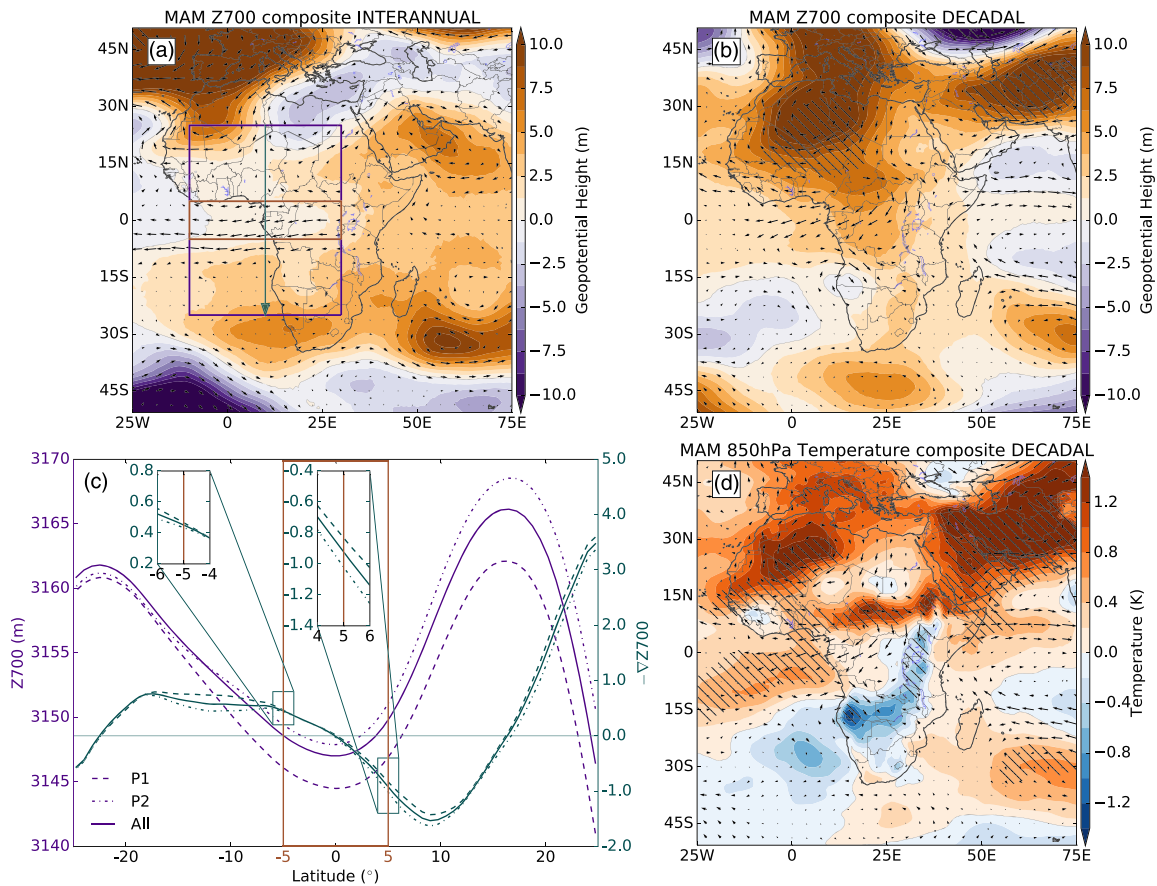 MAM Z700 composite INTERANNUAL
(a)
45N
30N
15N
0
15S
30S
45S
25W 0 25E 50E 75E
10.0
7.5
5.0
2.5
0.0
−2.5
−5.0
−7.5
−10.0
Geopotential Height (m)
MAM Z700 composite DECADAL
(b)
45N
30N
15N
0
15S
30S
45S
25W 0 25E 50E 75E
10.0
7.5
5.0
2.5
0.0
−2.5
−5.0
−7.5
−10.0
Geopotential Height (m)
(c)
Z700 (m)
3170
3165
3160
3155
3150
3145
3140
0.8
0.6
0.4
0.2
-6 -5 -4
-0.4
-0.6
-0.8
-1.0
-1.2
-1.4
4 5 6
P1
P2
All
-20 -10 -5 0 5 10 20
Latitude (°)
5.0
4.0
3.0
2.0
1.0
0.0
-1.0
-2.0
−∇Z700
MAM 850hPa Temperature composite DECADAL
(d)
45N
30N
15N
0
15S
30S
45S
25W 0 25E 50E 75E
1.2
0.8
0.4
0.0
−0.4
−0.8
−1.2
Temperature (K)